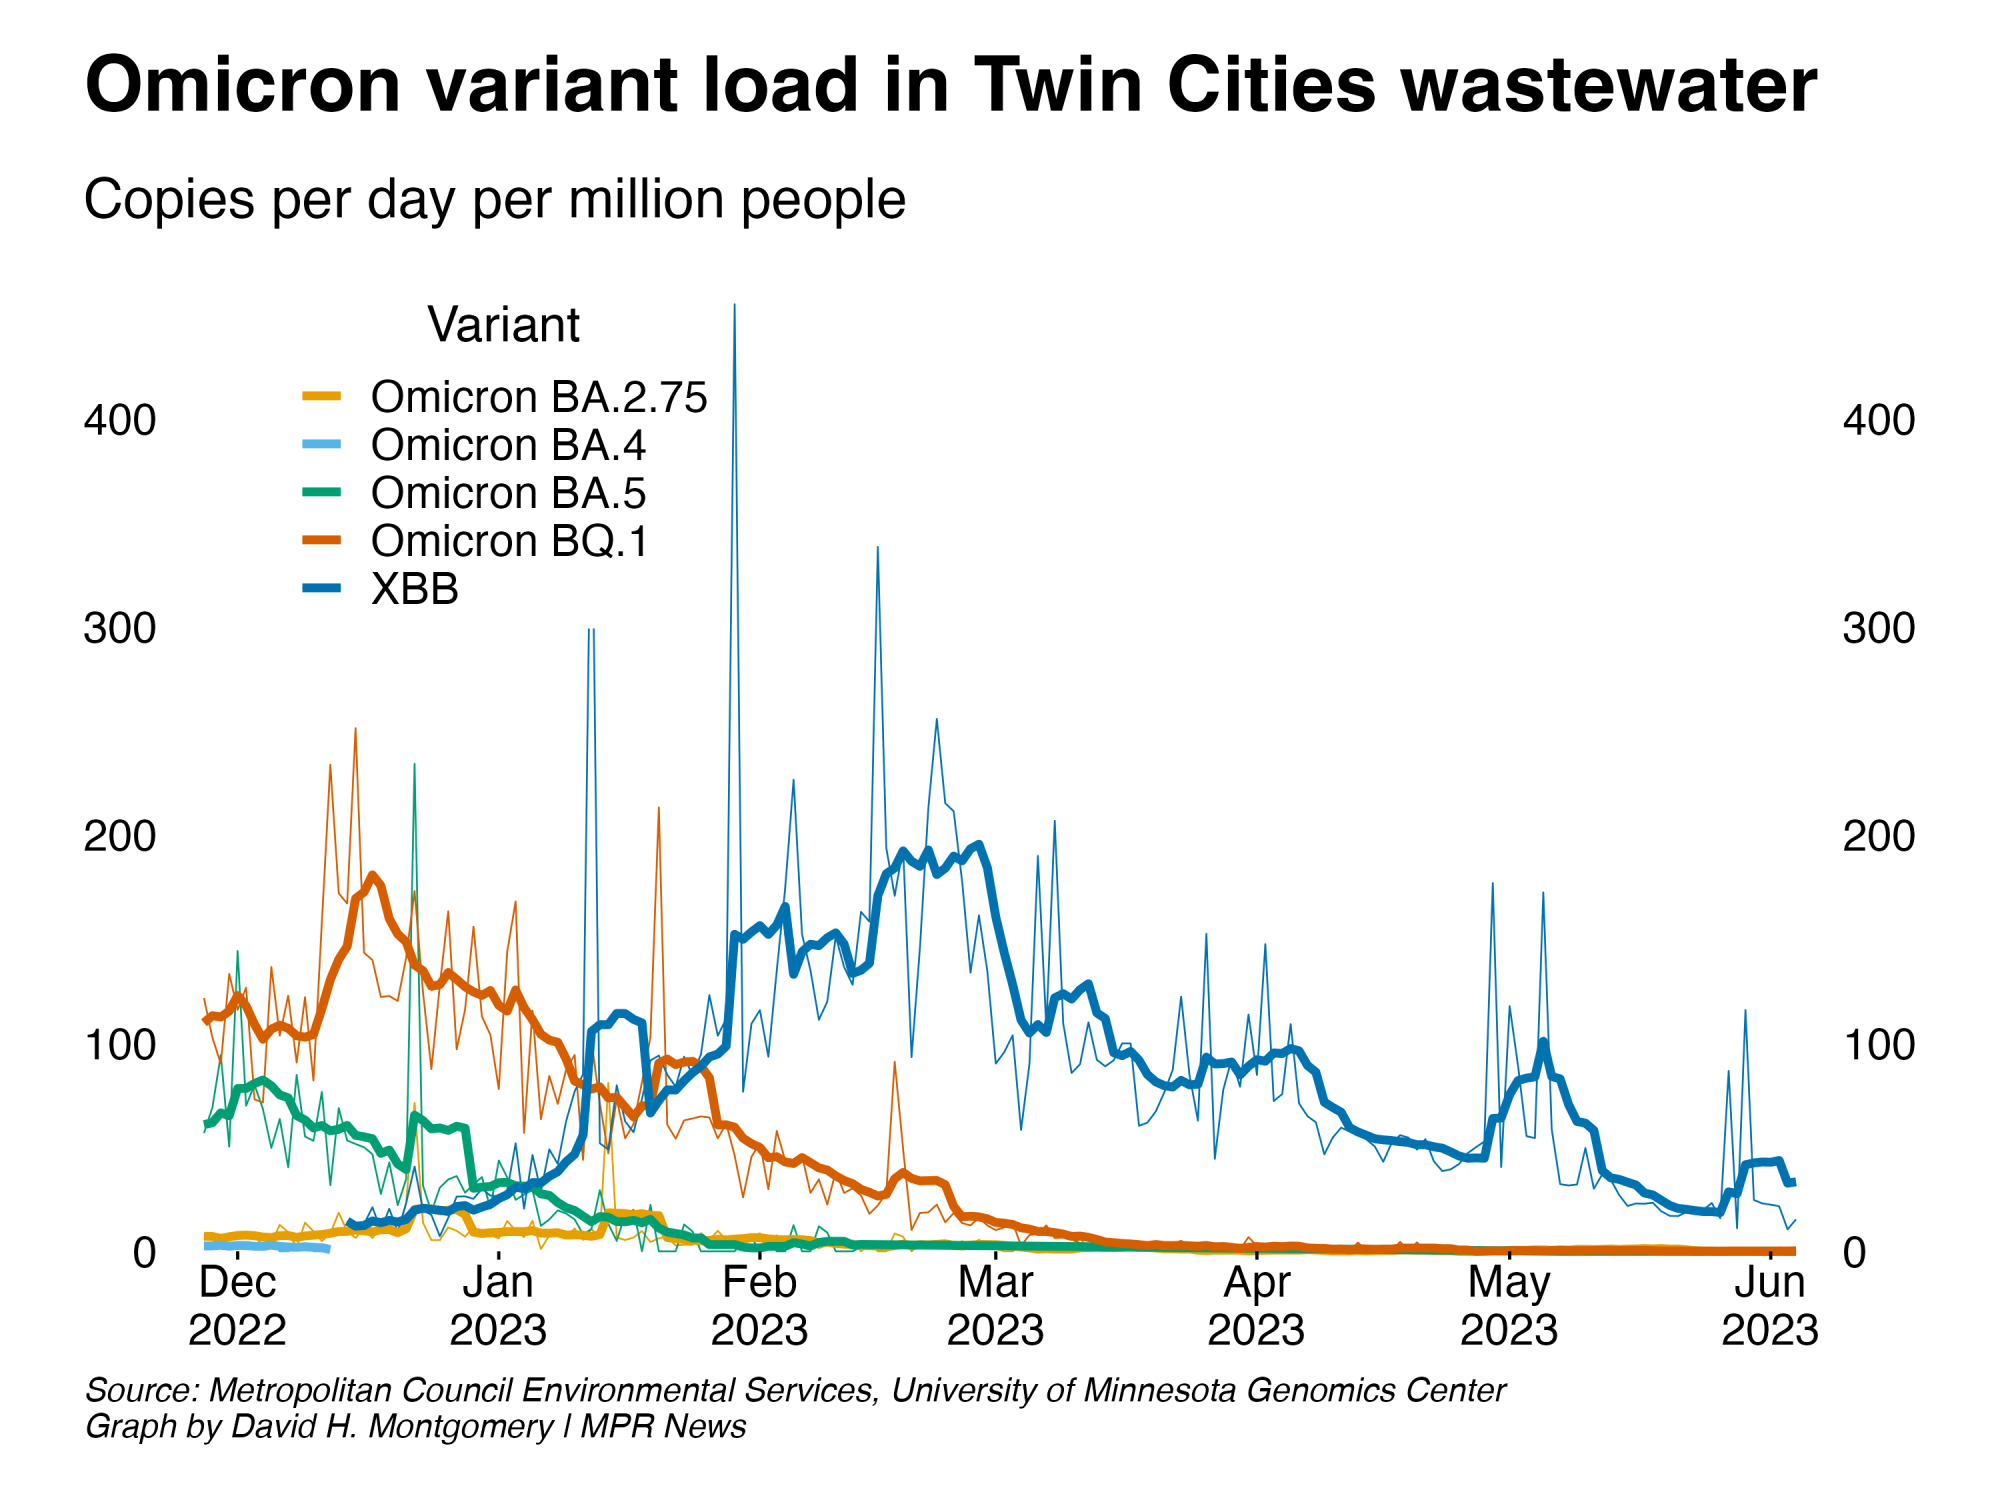 Omicron variant load in Twin Cities wastewater
Copies per day per million people
Variant
Omicron BA.2.75
Omicron BA.4
Omicron BA.5
Omicron BQ.1
XBB
400 400
300 300
200 200
100 100
0 0
Dec Jan Feb Mar Apr May Jun
2022 2023 2023 2023 2023 2023 2023
Source: Metropolitan Council Environmental Services, University of Minnesota Genomics Center
Graph by David H. Montgomery | MPR News